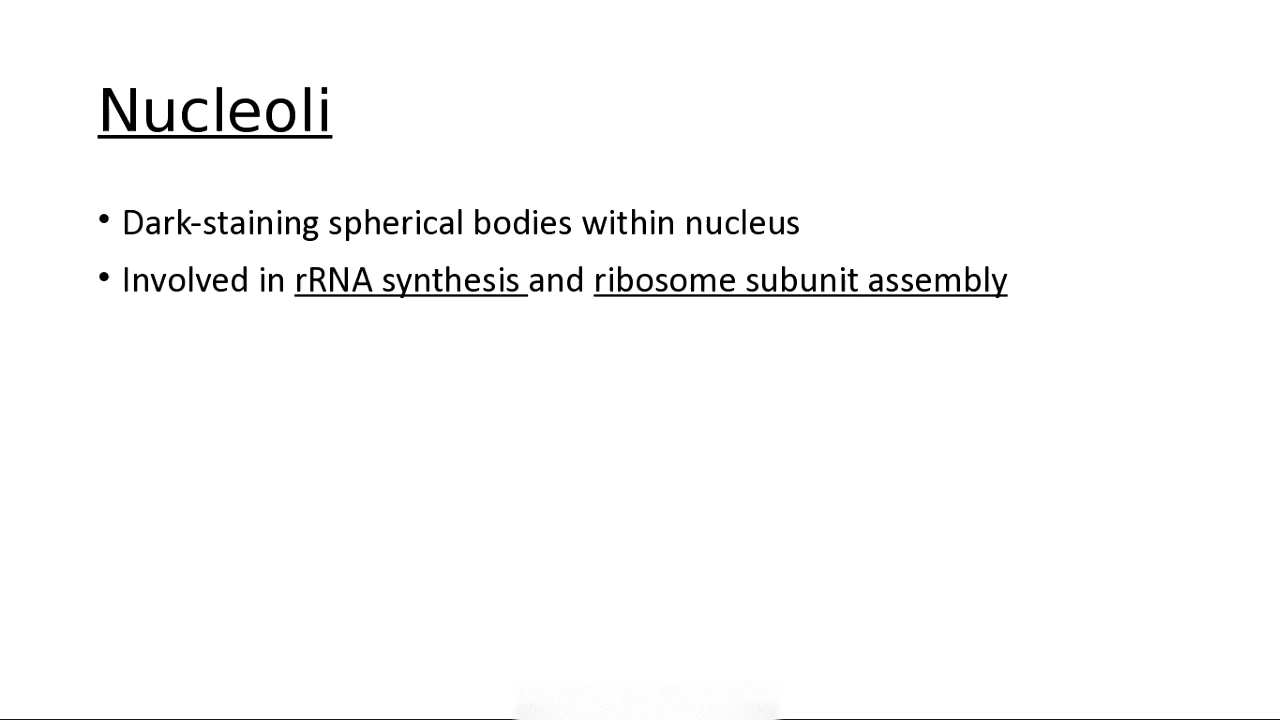 Nucleoli
• Dark-staining spherical bodies within nucleus
• Involved in rRNA synthesis and ribosome subunit assembly